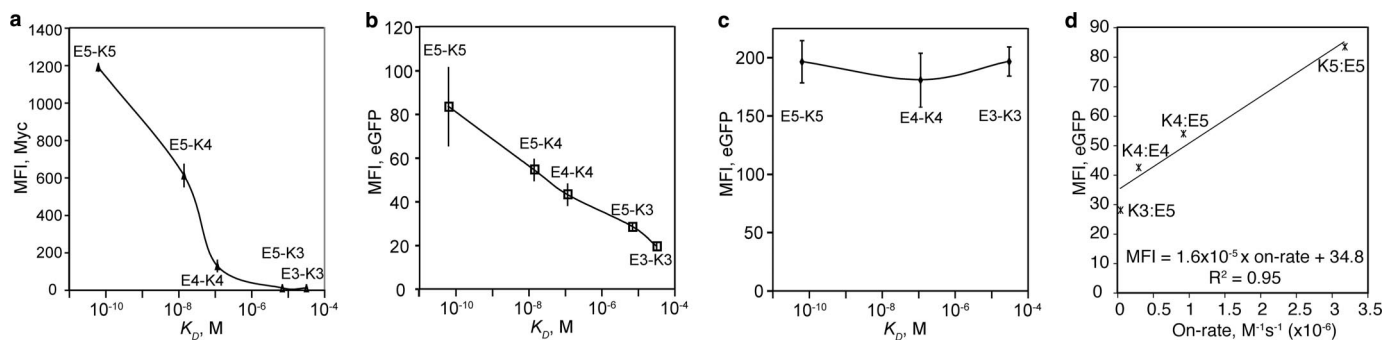 a
1400
1200
1000
800
600
400
200
0
MFI, Myc
E5-K5
E5-K4
E4-K4
E5-K3
E3-K3
10⁻¹⁰
10⁻⁸
10⁻⁶
10⁻⁴
K_D, M
b
120
100
80
60
40
20
0
MFI, eGFP
E5-K5
E5-K4
E4-K4
E5-K3
E3-K3
10⁻¹⁰
10⁻⁸
10⁻⁶
10⁻⁴
K_D, M
c
200
150
100
50
0
MFI, eGFP
E5-K5
E4-K4
E3-K3
10⁻¹⁰
10⁻⁸
10⁻⁶
10⁻⁴
K_D, M
d
90
80
70
60
50
40
30
20
10
0
MFI, eGFP
K5:E5
K4:E5
K4:E4
K3:E5
MFI = 1.6x10⁻⁵ x on-rate + 34.8
R² = 0.95
0
0.5
1
1.5
2
2.5
3
3.5
On-rate, M⁻¹s⁻¹ (x10⁻⁶)